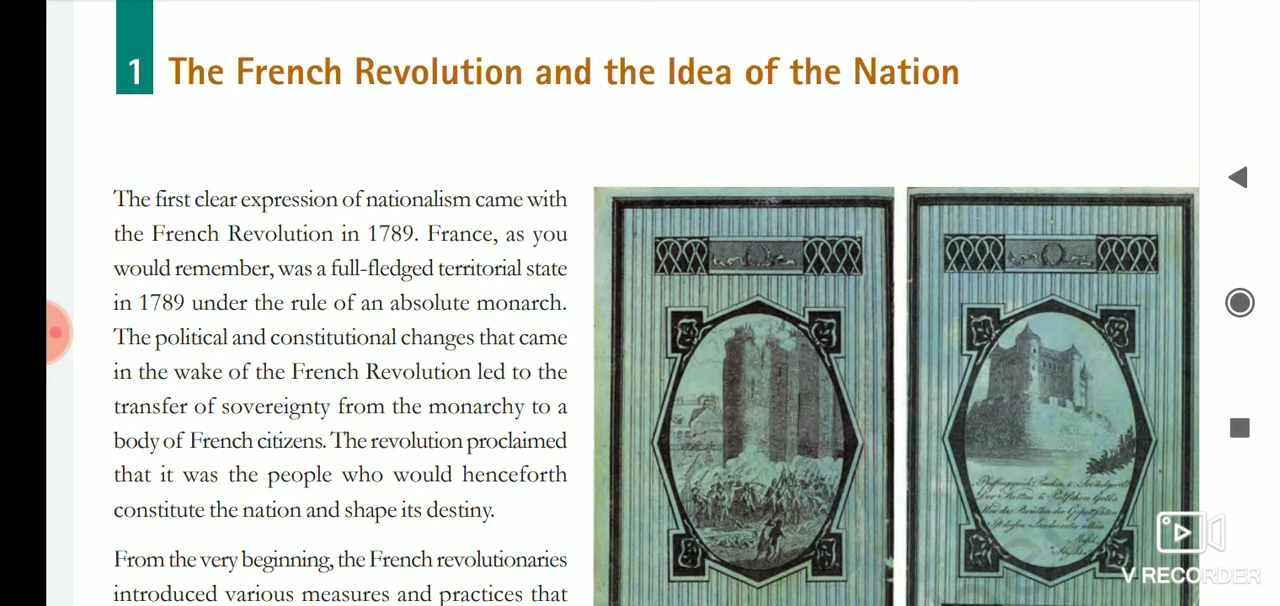 1 The French Revolution and the Idea of the Nation
The first clear expression of nationalism came with
the French Revolution in 1789. France, as you
would remember, was a full-fledged territorial state
in 1789 under the rule of an absolute monarch.
The political and constitutional changes that came
in the wake of the French Revolution led to the
transfer of sovereignty from the monarchy to a
body of French citizens. The revolution proclaimed
that it was the people who would henceforth
constitute the nation and shape its destiny.
From the very beginning, the French revolutionaries
introduced various measures and practices that
V RECORDER